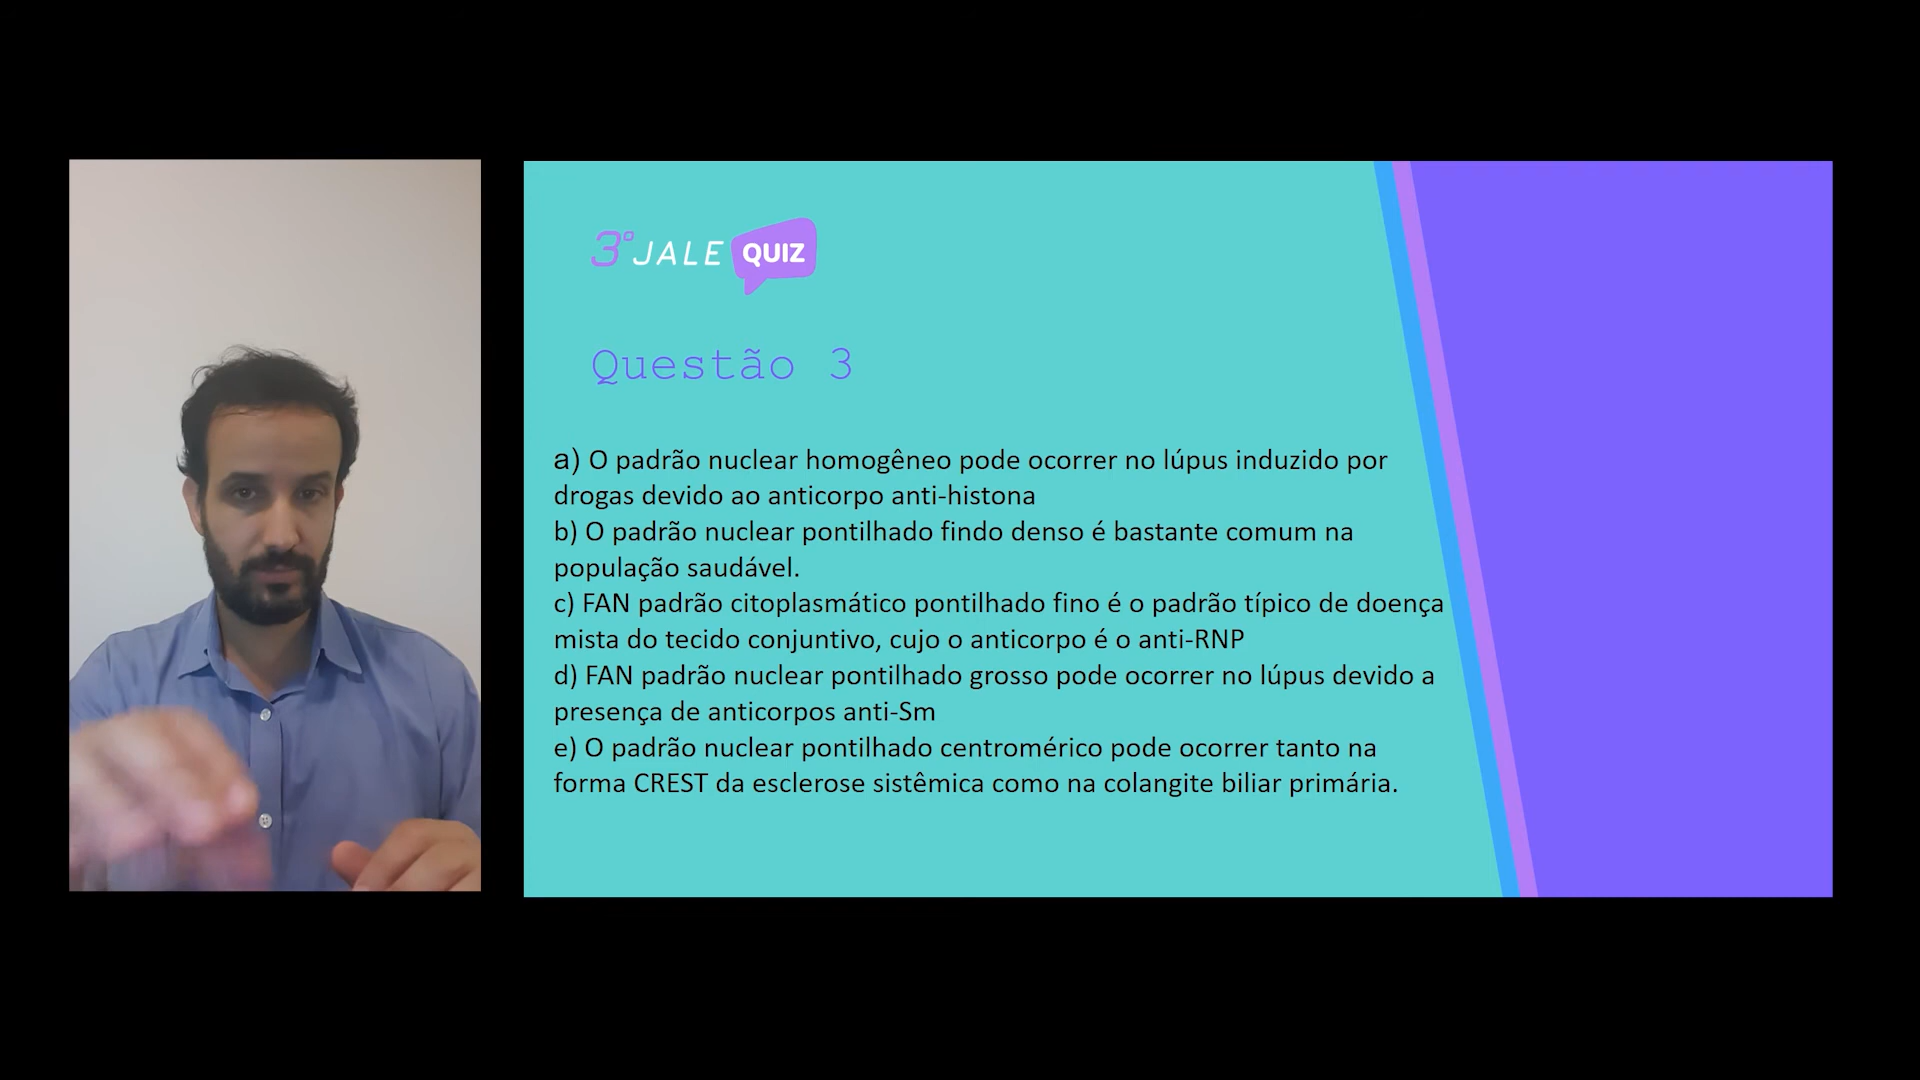 3º JALE QUIZ
Questão 3
a) O padrão nuclear homogêneo pode ocorrer no lúpus induzido por
drogas devido ao anticorpo anti-histona
b) O padrão nuclear pontilhado findo denso é bastante comum na
população saudável.
c) FAN padrão citoplasmático pontilhado fino é o padrão típico de doença
mista do tecido conjuntivo, cujo o anticorpo é o anti-RNP
d) FAN padrão nuclear pontilhado grosso pode ocorrer no lúpus devido a
presença de anticorpos anti-Sm
e) O padrão nuclear pontilhado centromérico pode ocorrer tanto na
forma CREST da esclerose sistêmica como na colangite biliar primária.